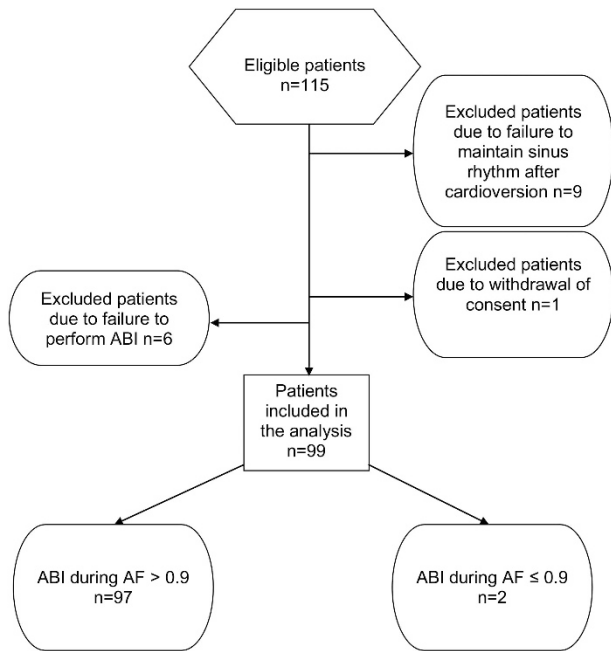 Eligible patients
n=115
Excluded patients
due to failure to
maintain sinus
rhythm after
cardioversion n=9
Excluded patients
due to withdrawal of
consent n=1
Excluded patients
due to failure to
perform ABI n=6
Patients
included in
the analysis
n=99
ABI during AF > 0.9
n=97
ABI during AF ≤ 0.9
n=2